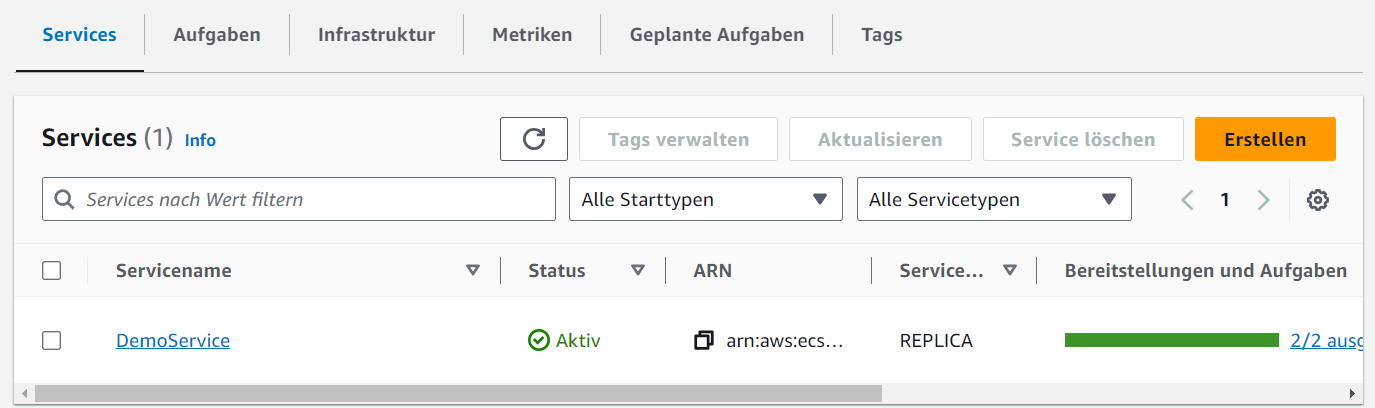 Services Aufgaben Infrastruktur Metriken Geplante Aufgaben Tags
Services (1) Info Tags verwalten Aktualisieren Service löschen Erstellen
Services nach Wert filtern Alle Starttypen Alle Servicetypen 1
Servicename Status ARN Service... Bereitstellungen und Aufgaben
DemoService Aktiv arn:aws:ecs... REPLICA 2/2 ausg